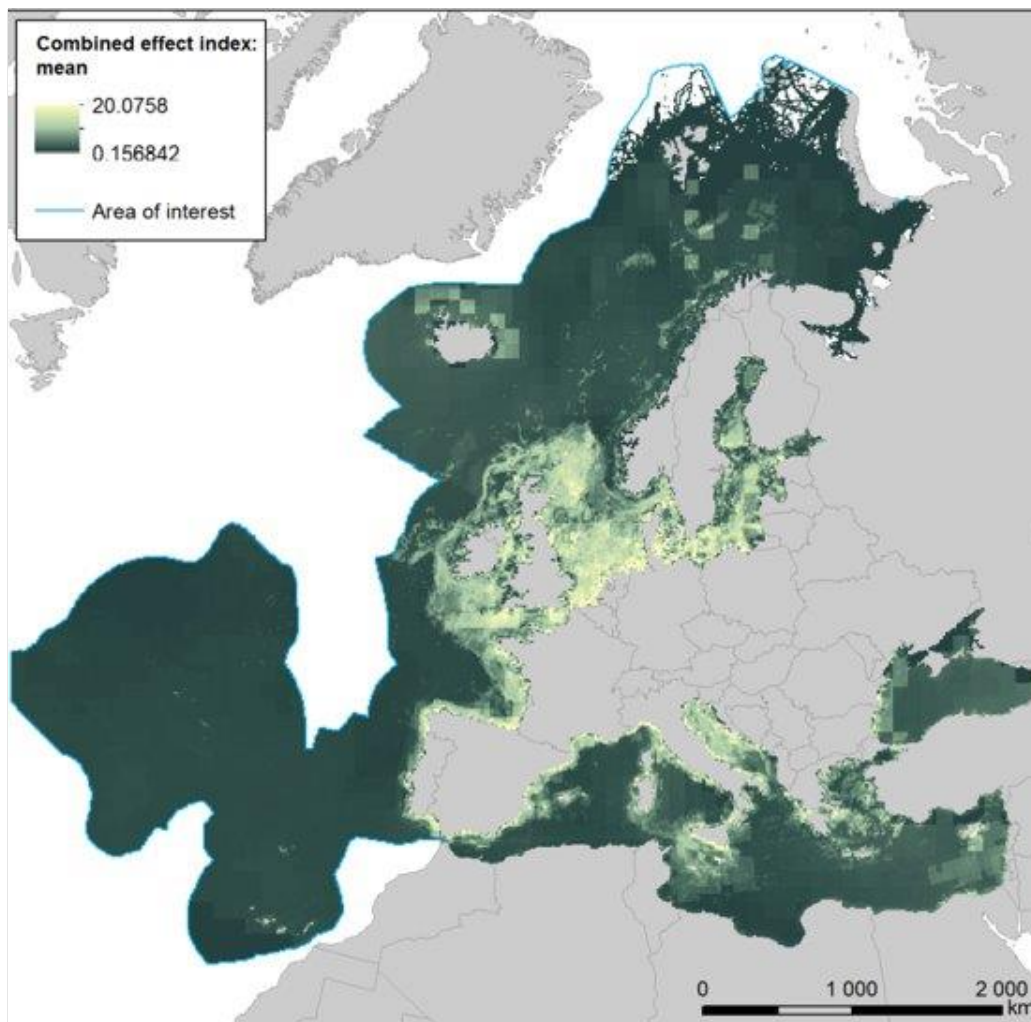 Combined effect index:
mean
20.0758
0.156842
Area of interest
0 1 000 2 000
km